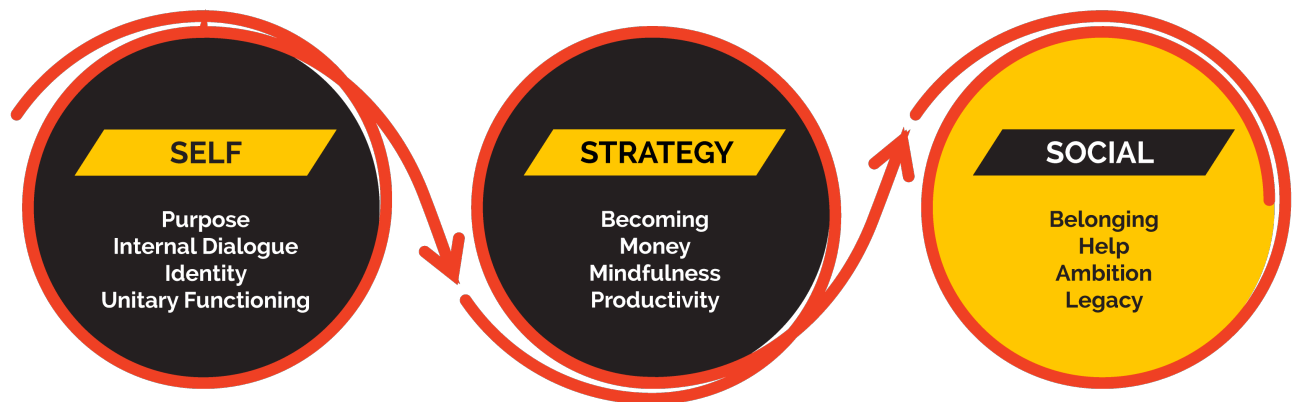 SELF
Purpose
Internal Dialogue
Identity
Unitary Functioning
STRATEGY
Becoming
Money
Mindfulness
Productivity
SOCIAL
Belonging
Help
Ambition
Legacy